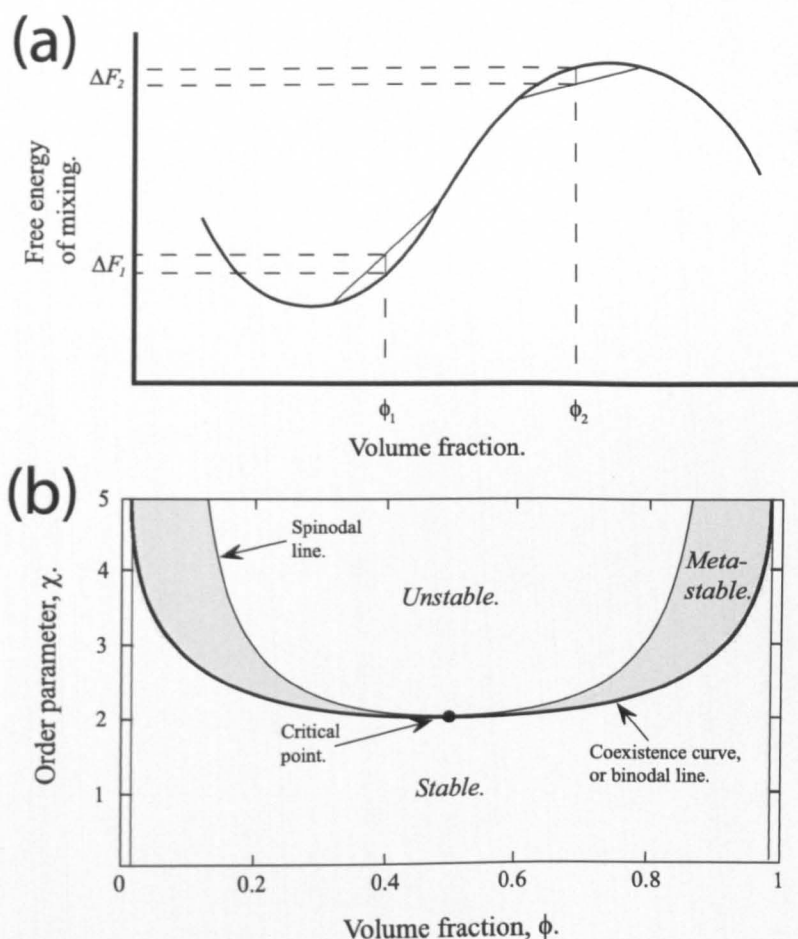 (a)
ΔF₂
Free energy
of mixing.
ΔF₁
ϕ₁
ϕ₂
Volume fraction.
(b)
5
4
3
2
1
Order parameter, χ.
Spinodal
line.
Unstable.
Meta-
stable.
Critical
point.
Coexistence curve,
or binodal line.
Stable.
0
0.2
0.4
0.6
0.8
1
Volume fraction, ϕ.